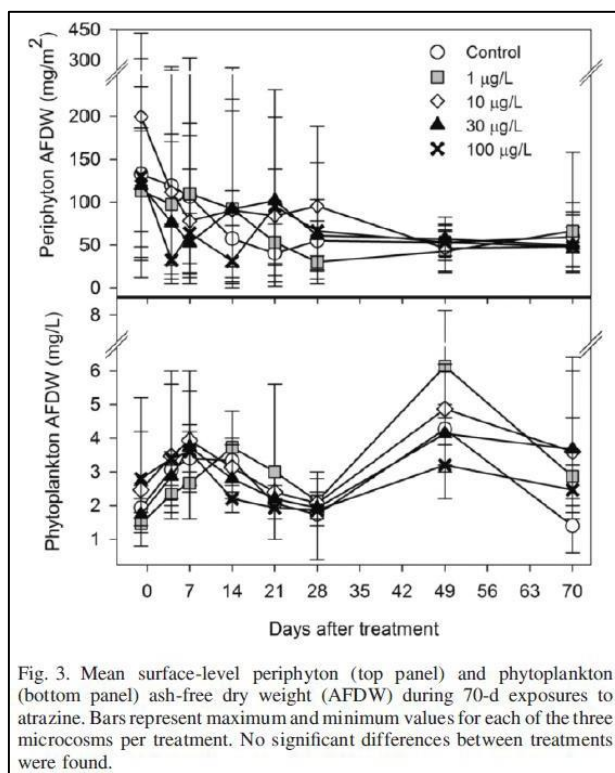 450
300
200
150
100
50
0
Periphyton AFDW (mg/m²)
Control
1 µg/L
10 µg/L
30 µg/L
100 µg/L
8
6
5
4
3
2
1
Phytoplankton AFDW (mg/L)
0 7 14 21 28 35 42 49 56 63 70
Days after treatment
Fig. 3. Mean surface-level periphyton (top panel) and phytoplankton
(bottom panel) ash-free dry weight (AFDW) during 70-d exposures to
atrazine. Bars represent maximum and minimum values for each of the three
microcosms per treatment. No significant differences between treatments
were found.